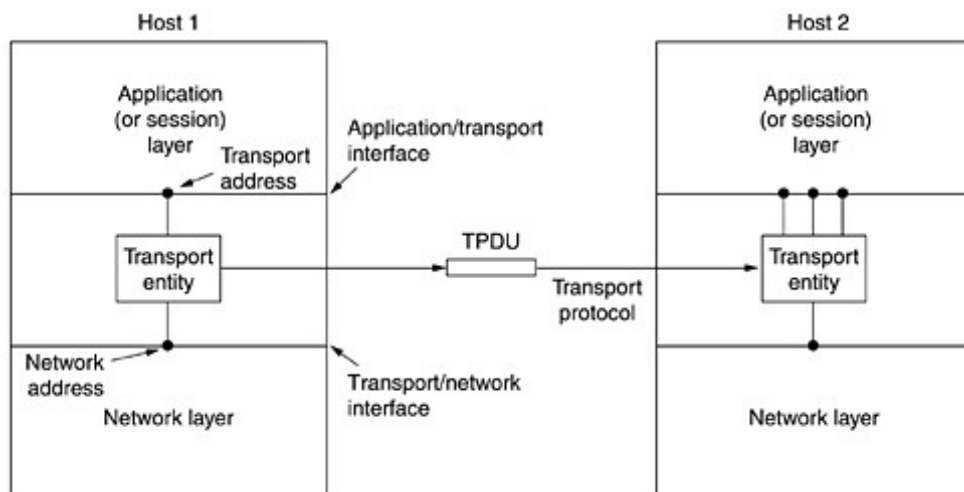 Host 1
Host 2
Application
(or session)
layer
Transport
address
Application/transport
interface
Application
(or session)
layer
Transport
entity
TPDU
Transport
protocol
Transport
entity
Network
address
Transport/network
interface
Network layer
Network layer